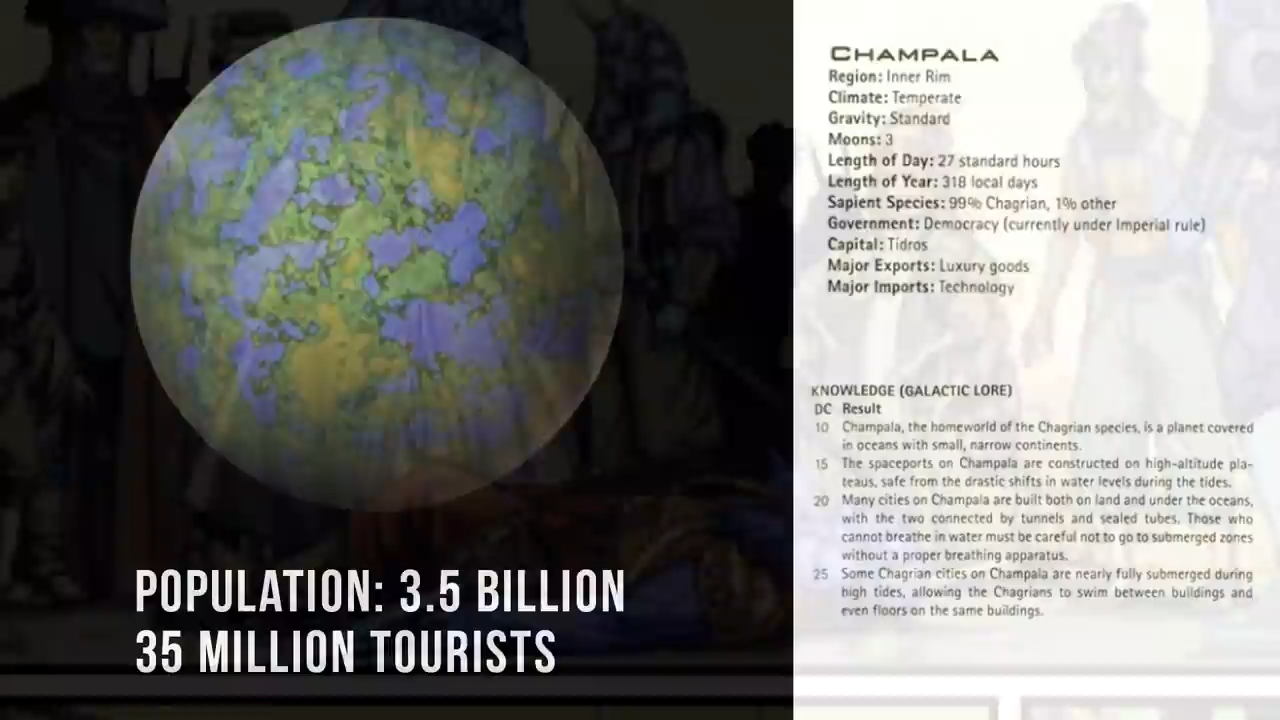 CHAMPALA
Region: Inner Rim
Climate: Temperate
Gravity: Standard
Moons: 3
Length of Day: 27 standard hours
Length of Year: 318 local days
Sapient Species: 99% Chagrian, 1% other
Government: Democracy (currently under Imperial rule)
Capital: Tidros
Major Exports: Luxury goods
Major Imports: Technology
KNOWLEDGE (GALACTIC LORE)
DC Result
10 Champala, the homeworld of the Chagrian species, is a planet covered
in oceans with small, narrow continents.
15 The spaceports on Champala are constructed on high-altitude pla-
teaus, safe from the drastic shifts in water levels during the tides.
20 Many cities on Champala are built both on land and under the oceans,
with the two connected by tunnels and sealed tubes. Those who
cannot breathe in water must be careful not to go to submerged zones
without a proper breathing apparatus.
25 Some Chagrian cities on Champala are nearly fully submerged during
high tides, allowing the Chagrians to swim between buildings and
even floors on the same buildings.
POPULATION: 3.5 BILLION
35 MILLION TOURISTS